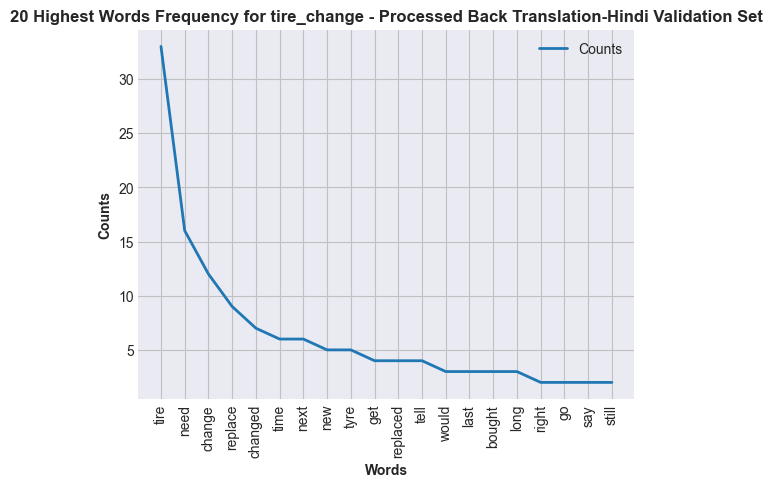 20 Highest Words Frequency for tire_change - Processed Back Translation-Hindi Validation Set
Counts
30
25
20
15
10
5
Counts
tire
need
change
replace
changed
time
next
new
tyre
get
replaced
tell
would
last
bought
long
right
go
say
still
Words